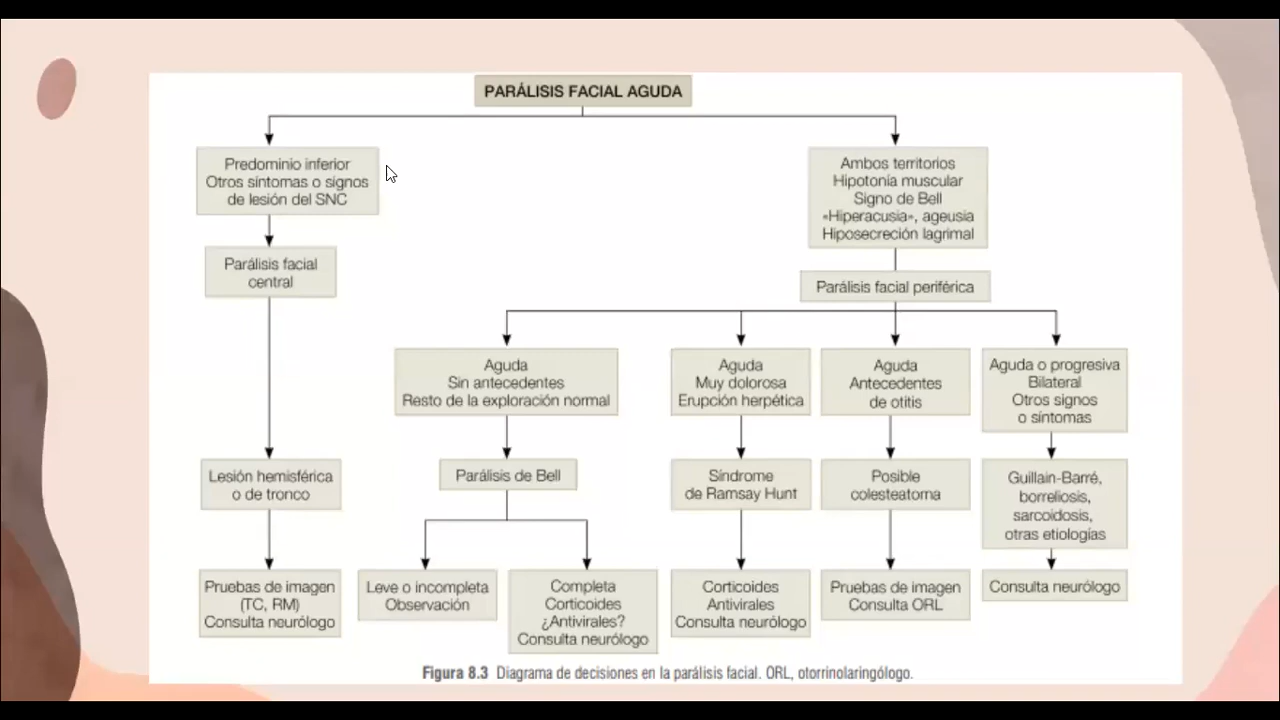 PARÁLISIS FACIAL AGUDA
Predominio inferior
Otros síntomas o signos
de lesión del SNC
Parálisis facial
central
Lesión hemisférica
o de tronco
Pruebas de imagen
(TC, RM)
Consulta neurólogo
Ambos territorios
Hipotonía muscular
Signo de Bell
«Hiperacusia», ageusia
Hiposecreción lagrimal
Parálisis facial periférica
Aguda
Sin antecedentes
Resto de la exploración normal
Parálisis de Bell
Leve o incompleta
Observación
Completa
Corticoides
¿Antivirales?
Consulta neurólogo
Aguda
Muy dolorosa
Erupción herpética
Síndrome
de Ramsay Hunt
Corticoides
Antivirales
Consulta neurólogo
Aguda
Antecedentes
de otitis
Posible
colesteatoma
Pruebas de imagen
Consulta ORL
Aguda o progresiva
Bilateral
Otros signos
o síntomas
Guillain-Barré,
borreliosis,
sarcoidosis,
otras etiologías
Consulta neurólogo
Figura 8.3 Diagrama de decisiones en la parálisis facial. ORL, otorrinolaringólogo.